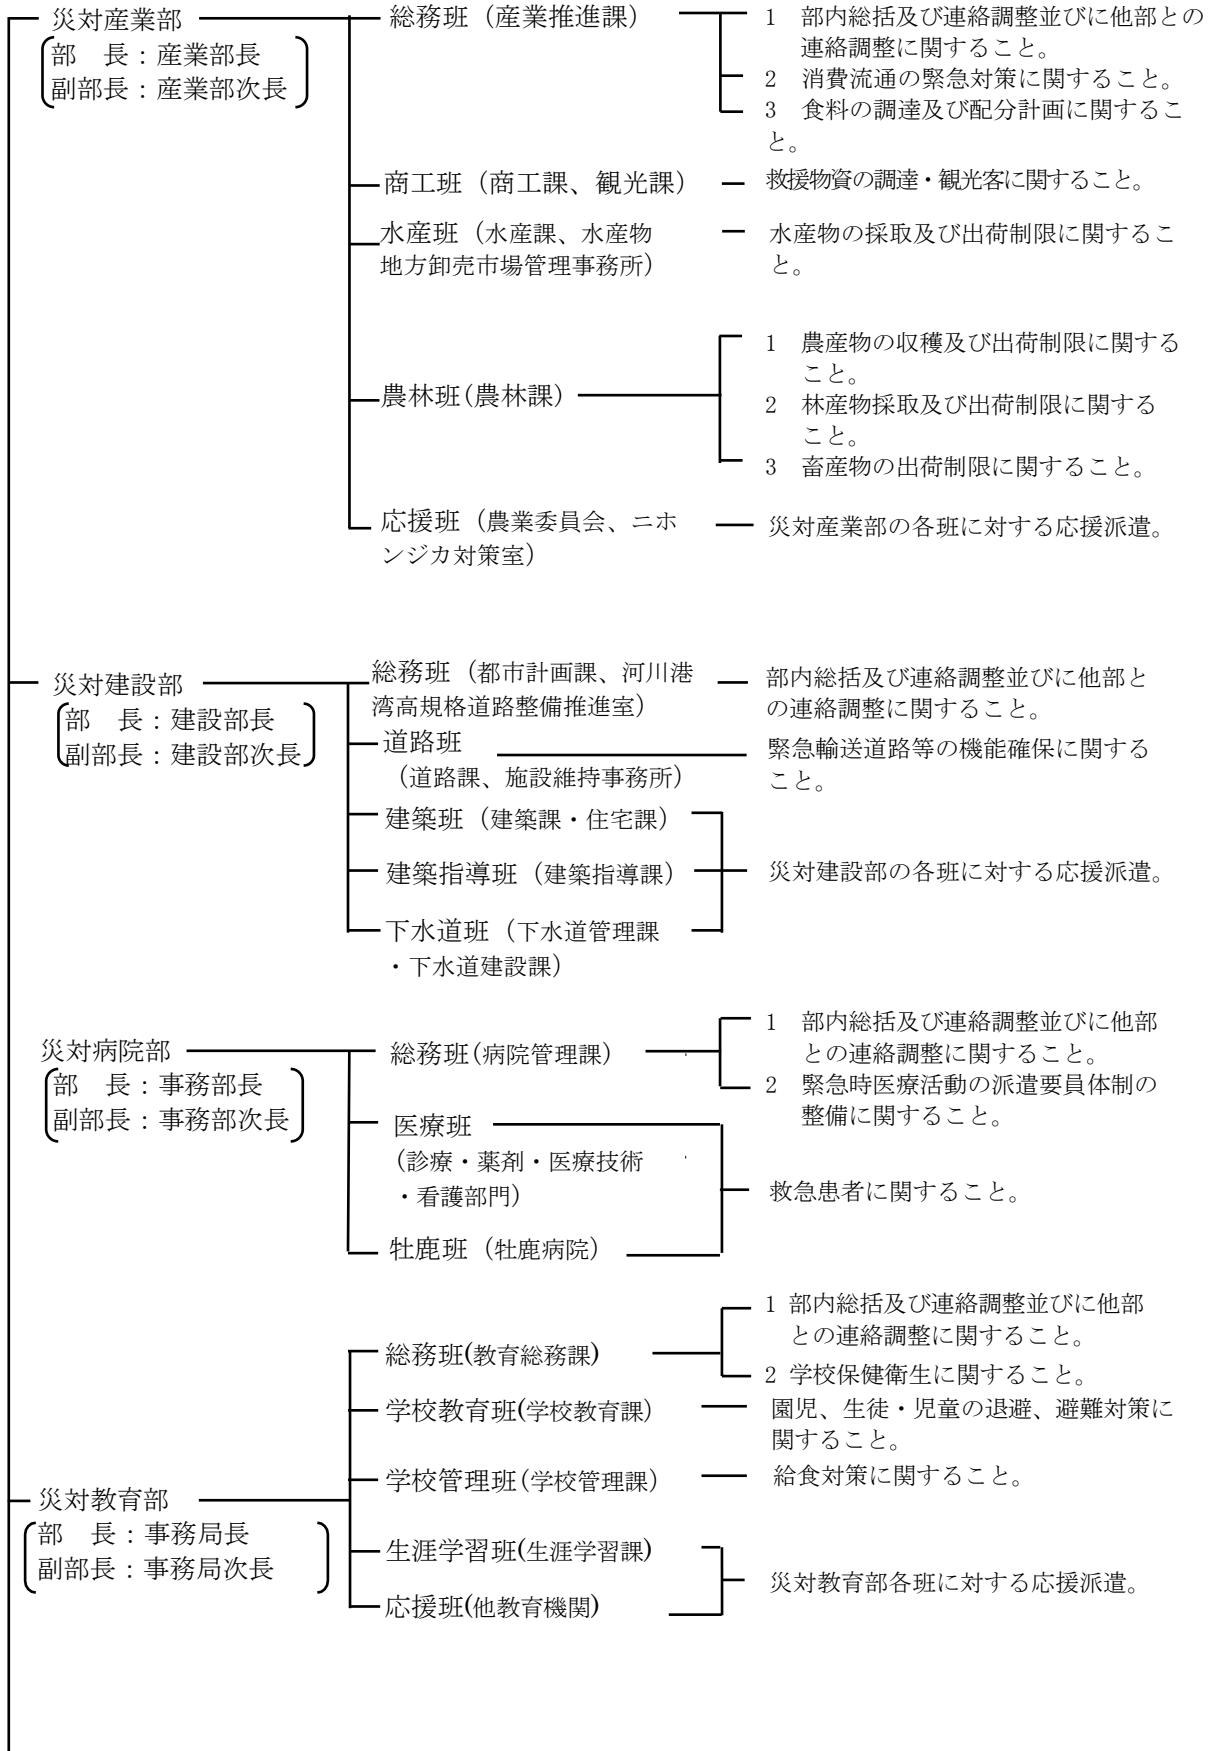 災対産業部
部　長：産業部長
副部長：産業部次長
総務班（産業推進課）
1　部内総括及び連絡調整並びに他部との
連絡調整に関すること。
2　消費流通の緊急対策に関すること。
3　食料の調達及び配分計画に関するこ
と。
商工班（商工課、観光課）
救援物資の調達・観光客に関すること。
水産班（水産課、水産物
地方卸売市場管理事務所）
水産物の採取及び出荷制限に関するこ
と。
農林班(農林課)
1　農産物の収穫及び出荷制限に関する
こと。
2　林産物採取及び出荷制限に関する
こと。
3　畜産物の出荷制限に関すること。
応援班（農業委員会、ニホ
ンジカ対策室）
災対産業部の各班に対する応援派遣。
災対建設部
部　長：建設部長
副部長：建設部次長
総務班（都市計画課、河川港
湾高規格道路整備推進室）
部内総括及び連絡調整並びに他部と
の連絡調整に関すること。
道路班
（道路課、施設維持事務所）
緊急輸送道路等の機能確保に関する
こと。
建築班（建築課・住宅課）
建築指導班（建築指導課）
下水道班（下水道管理課
・下水道建設課）
災対建設部の各班に対する応援派遣。
災対病院部
部　長：事務部長
副部長：事務部次長
総務班(病院管理課)
1　部内総括及び連絡調整並びに他部
との連絡調整に関すること。
2　緊急時医療活動の派遣要員体制の
整備に関すること。
医療班
(診療・薬剤・医療技術
・看護部門)
牡鹿班（牡鹿病院）
救急患者に関すること。
災対教育部
部　長：事務局長
副部長：事務局次長
総務班(教育総務課)
1 部内総括及び連絡調整並びに他部
との連絡調整に関すること。
2 学校保健衛生に関すること。
学校教育班(学校教育課)
園児、生徒・児童の退避、避難対策に
関すること。
学校管理班(学校管理課)
給食対策に関すること。
生涯学習班(生涯学習課)
応援班(他教育機関)
災対教育部各班に対する応援派遣。